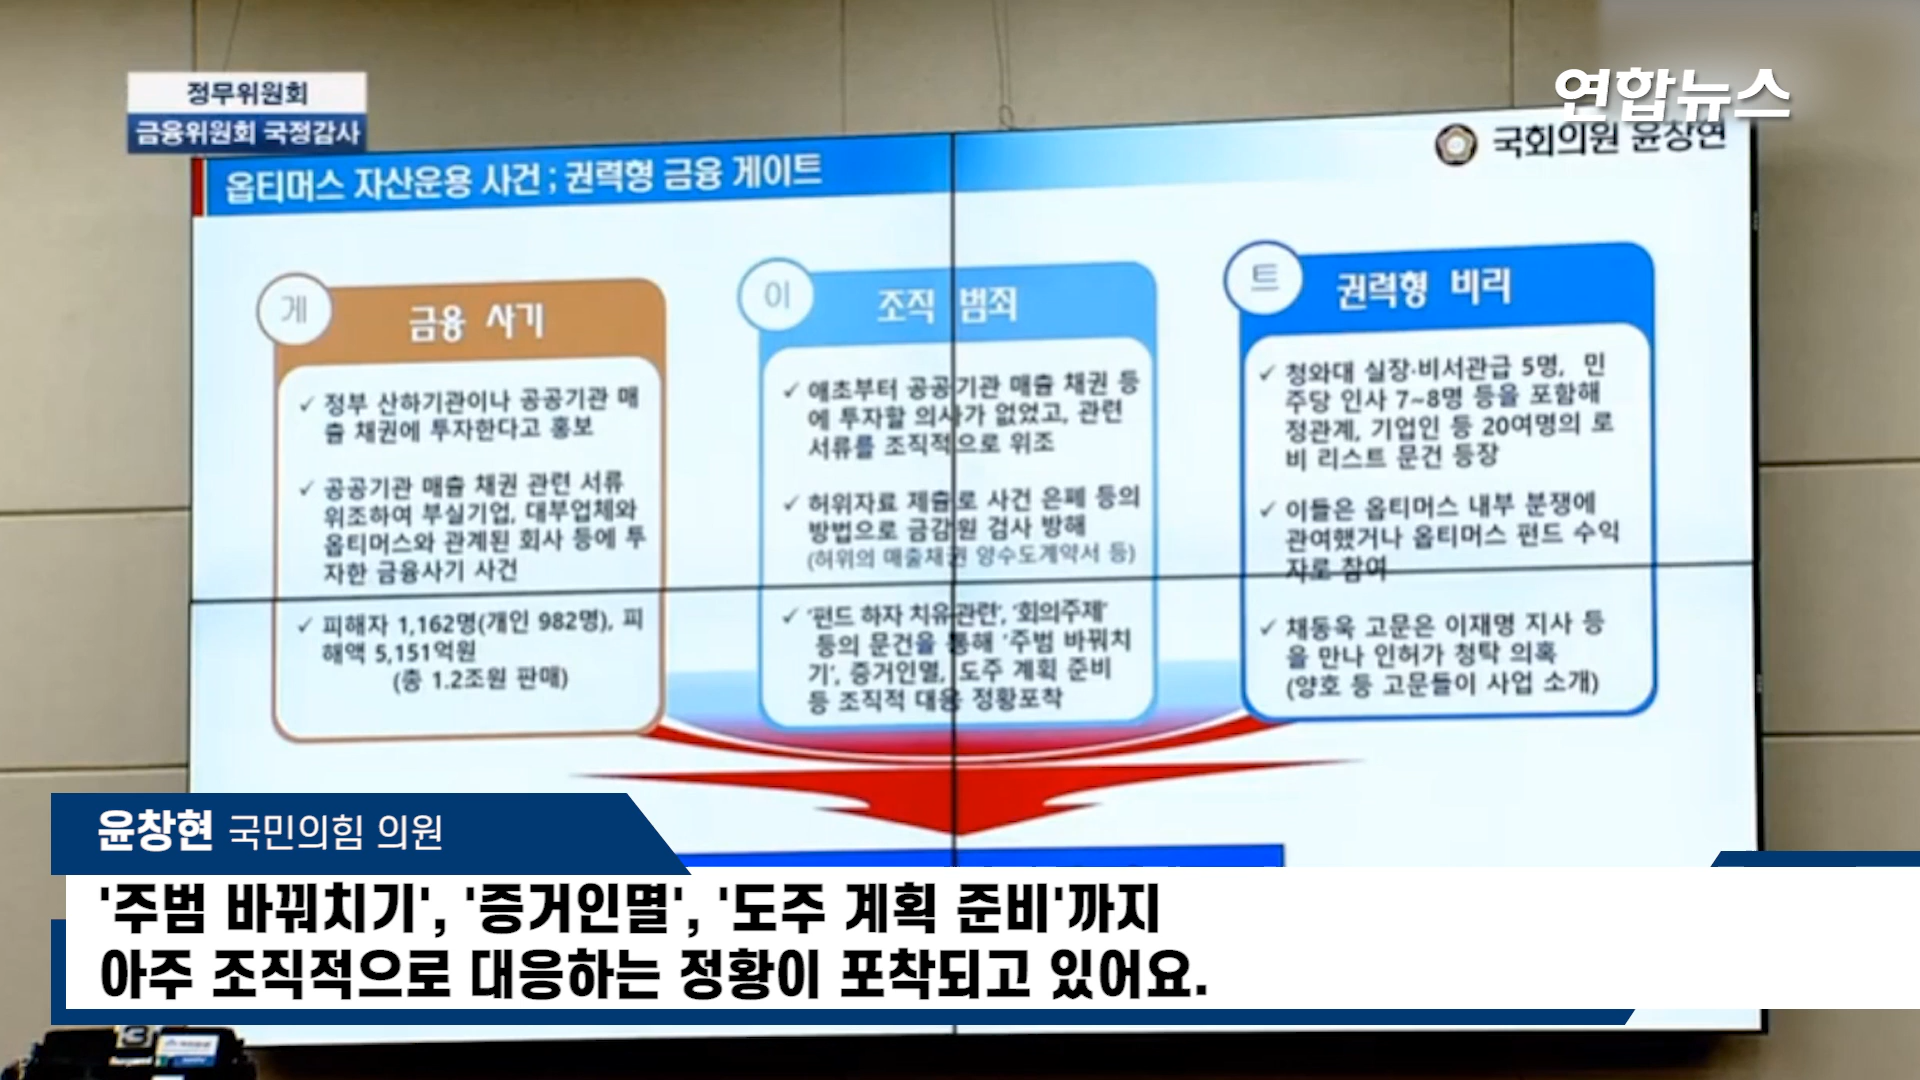 정무위원회
금융위원회 국정감사
연합뉴스
국회의원 윤창현
옵티머스 자산운용 사건 ; 권력형 금융 게이트
게
금융 사기
✓ 정부 산하기관이나 공공기관 매
출 채권에 투자한다고 홍보
✓ 공공기관 매출 채권 관련 서류
위조하여 부실기업, 대부업체와
옵티머스와 관계된 회사 등에 투
자한 금융사기 사건
✓ 피해자 1,162명(개인 982명), 피
해액 5,151억원
(총 1.2조원 판매)
이
조직 범죄
✓ 애초부터 공공기관 매출 채권 등
에 투자할 의사가 없었고, 관련
서류를 조직적으로 위조
✓ 허위자료 제출로 사건 은폐 등의
방법으로 금감원 검사 방해
(허위의 매출채권 양수도계약서 등)
✓ '펀드 하자 치유관련', '회의주제'
등의 문건을 통해 '주범 바꿔치
기', 증거인멸, 도주 계획 준비
등 조직적 대응 정황포착
트
권력형 비리
✓ 청와대 실장·비서관급 5명, 민
주당 인사 7~8명 등을 포함해
정관계, 기업인 등 20여명의 로
비 리스트 문건 등장
✓ 이들은 옵티머스 내부 분쟁에
관여했거나 옵티머스 펀드 수익
자로 참여
✓ 채동욱 고문은 이재명 지사 등
을 만나 인허가 청탁 의혹
(양호 등 고문들이 사업 소개)
윤창현 국민의힘 의원
'주범 바꿔치기', '증거인멸', '도주 계획 준비'까지
아주 조직적으로 대응하는 정황이 포착되고 있어요.